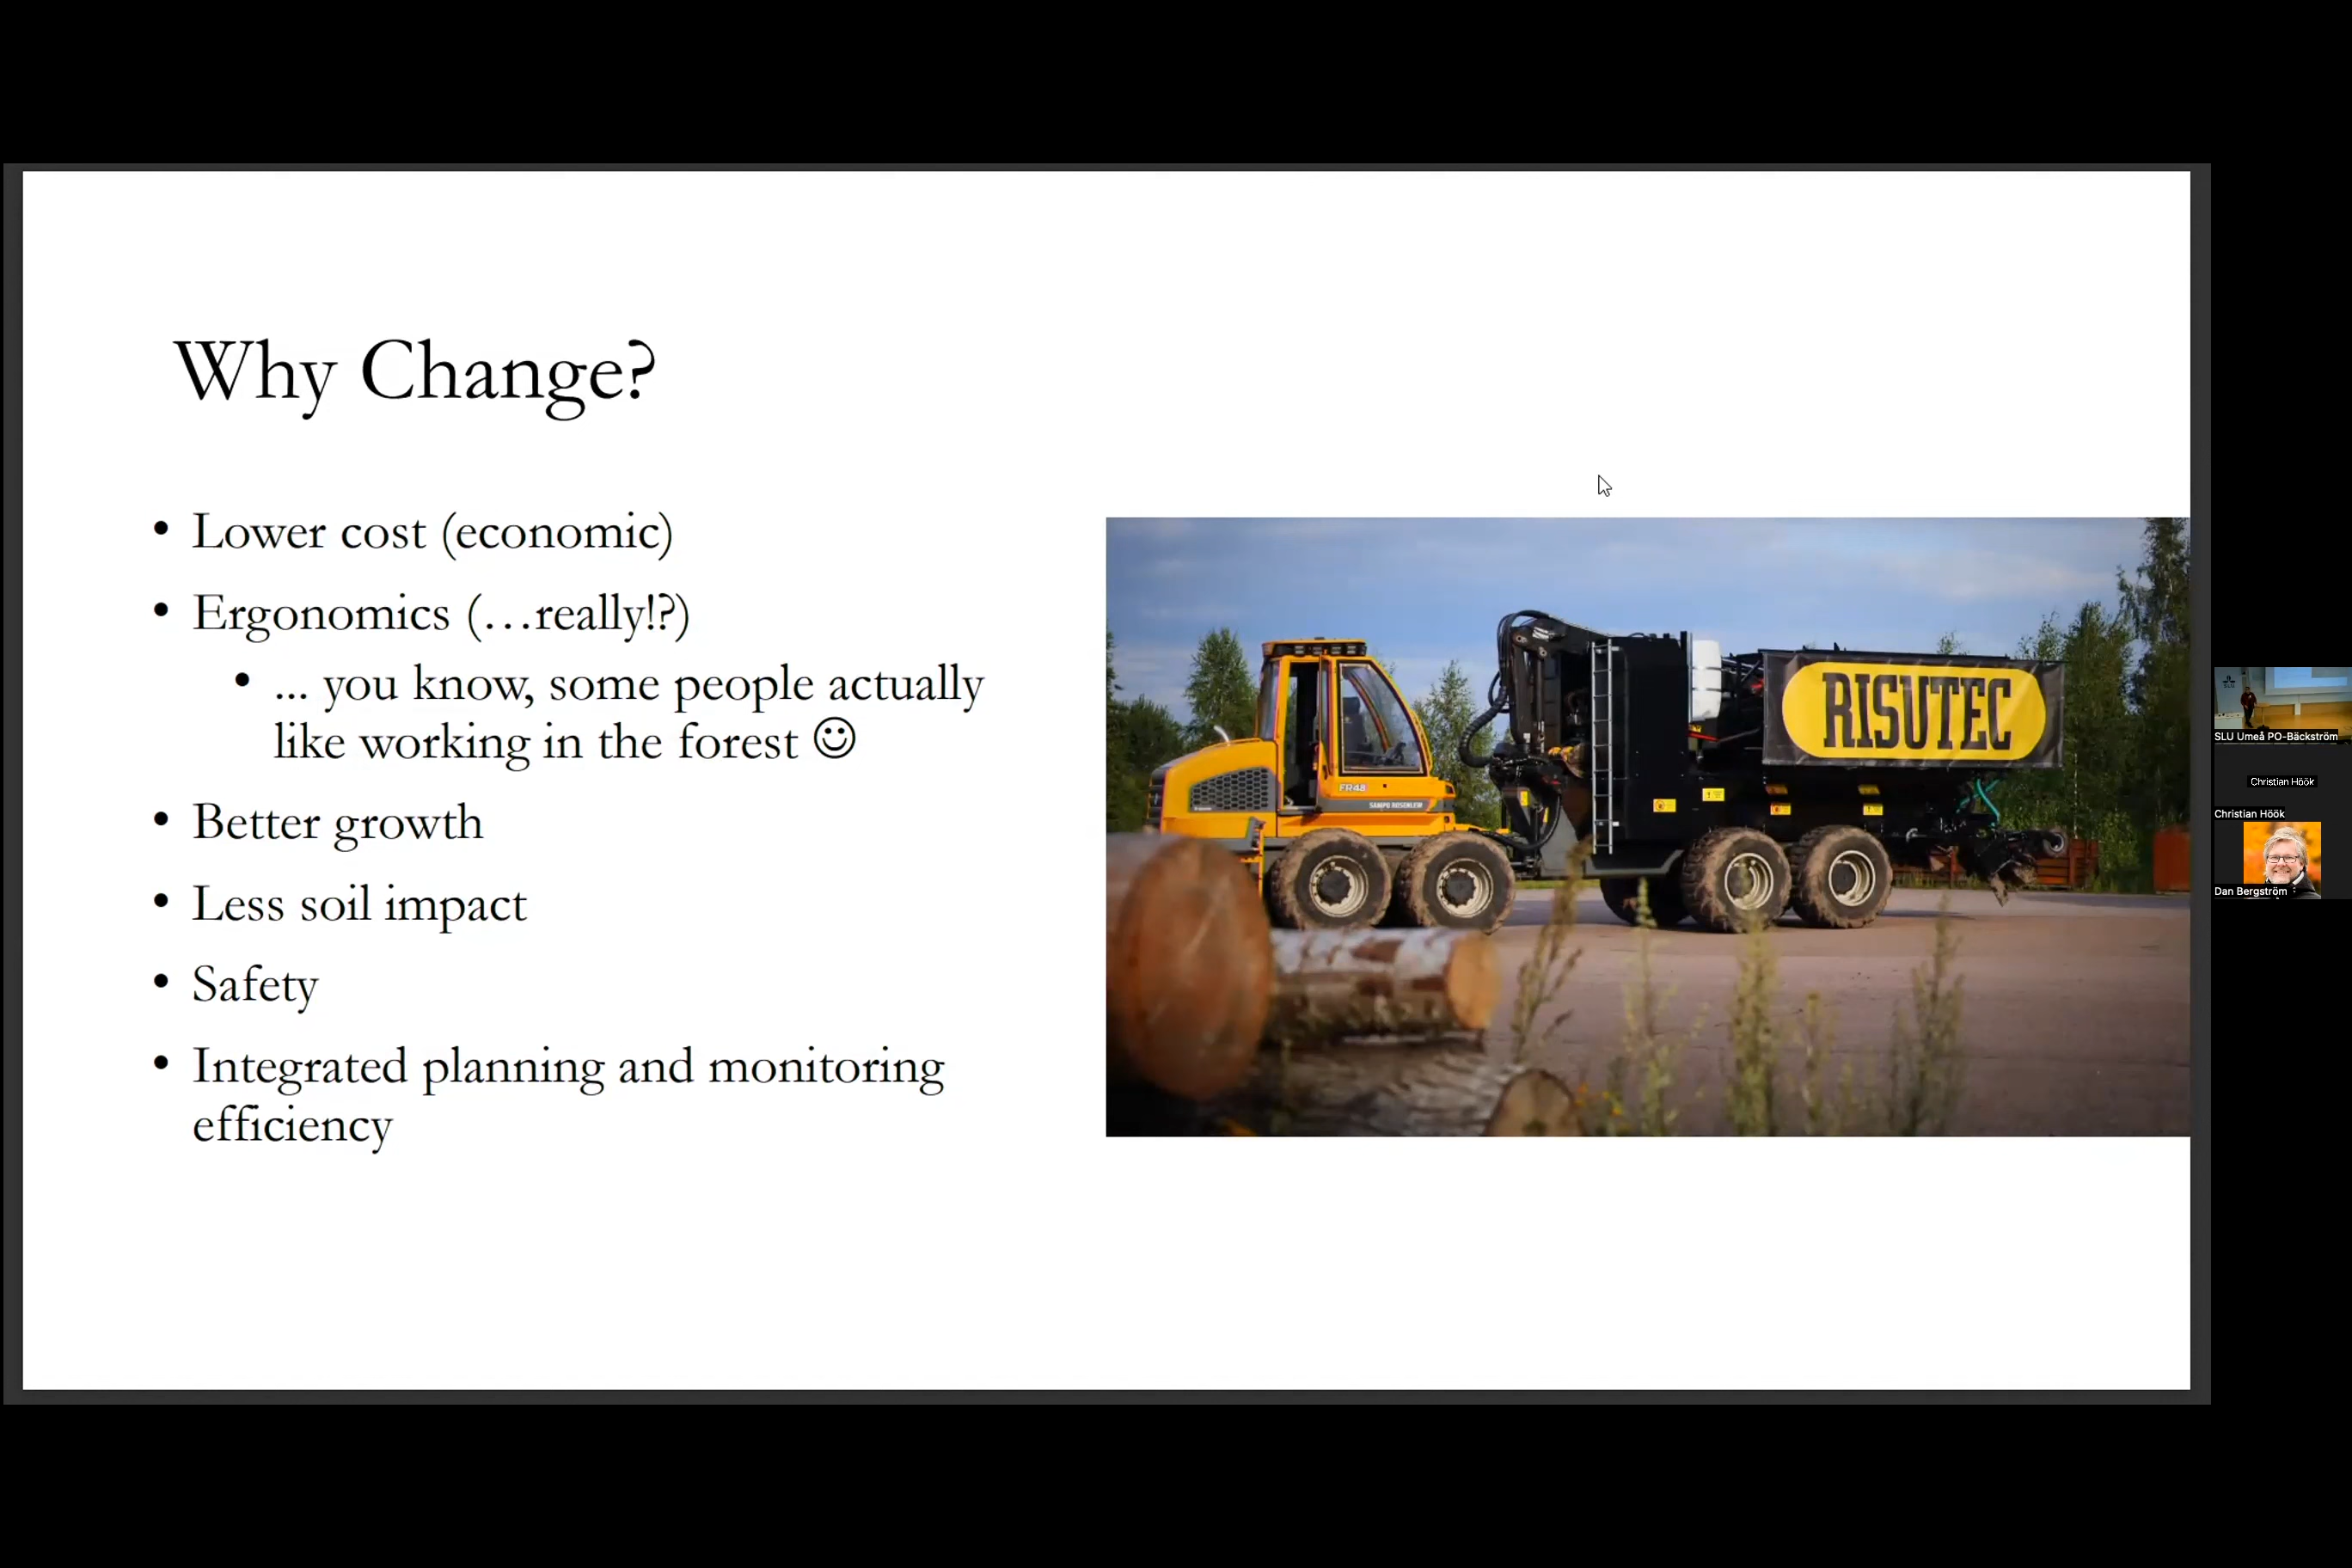 Why Change?
• Lower cost (economic)
• Ergonomics (…really!?)
• ... you know, some people actually
like working in the forest ☺
• Better growth
• Less soil impact
• Safety
• Integrated planning and monitoring
efficiency
RISUTEC
FR48
SAMPO ROSENLEW
SLU Umeå PO-Bäckström
Christian Höök
Christian Höök
Dan Bergström